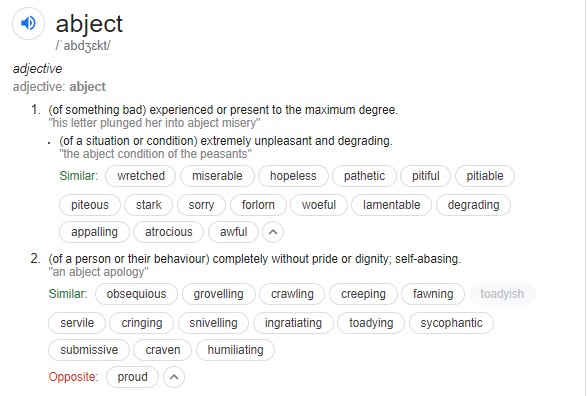 abject
/ˈabdʒɛkt/
adjective
adjective: abject
1. (of something bad) experienced or present to the maximum degree.
"his letter plunged her into abject misery"
• (of a situation or condition) extremely unpleasant and degrading.
"the abject condition of the peasants"
Similar: wretched miserable hopeless pathetic pitiful pitiable
piteous stark sorry forlorn woeful lamentable degrading
appalling atrocious awful
2. (of a person or their behaviour) completely without pride or dignity; self-abasing.
"an abject apology"
Similar: obsequious grovelling crawling creeping fawning toadyish
servile cringing snivelling ingratiating toadying sycophantic
submissive craven humiliating
Opposite: proud